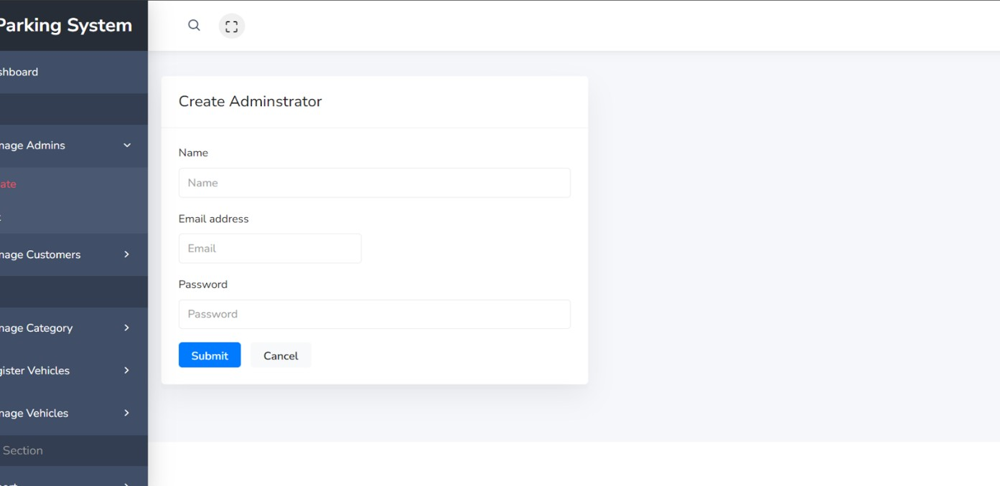 Parking System
shboard
nage Admins
ate
nage Customers
nage Category
gister Vehicles
nage Vehicles
Section
Create Adminstrator
Name
Name
Email address
Email
Password
Password
Submit
Cancel